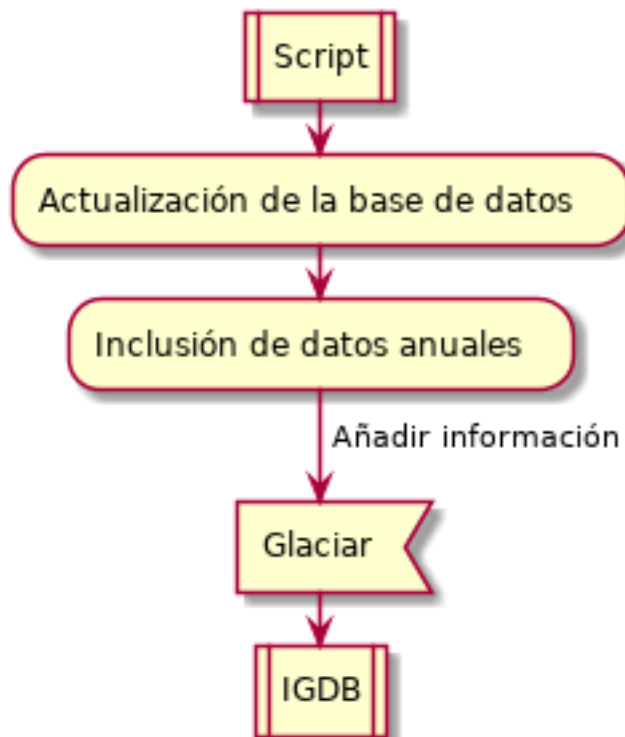 Script
Actualización de la base de datos
Inclusión de datos anuales
Añadir información
Glaciar
IGDB